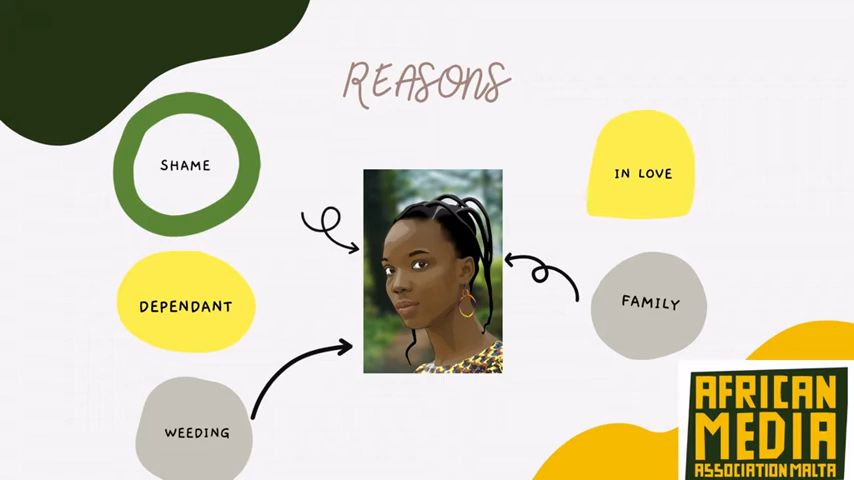 REASONS
SHAME
IN LOVE
DEPENDANT
FAMILY
WEEDING
AFRICAN
MEDIA
ASSOCIATION MALTA